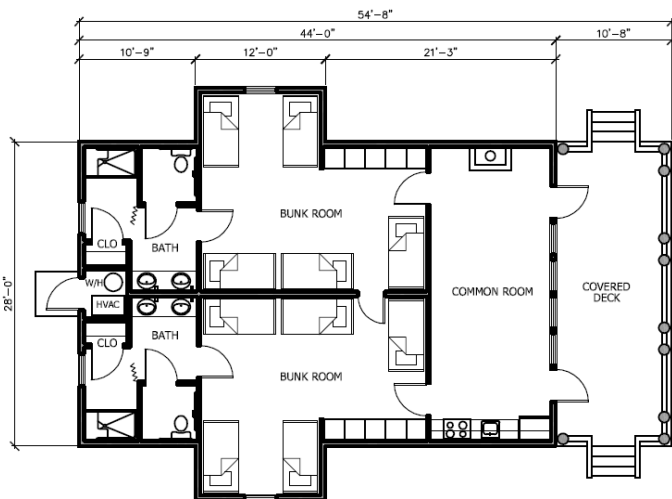 54'-8"
44'-0"
10'-8"
10'-9"
12'-0"
21'-3"
28'-0"
BUNK ROOM
CLO
BATH
W/H
HVAC
COMMON ROOM
COVERED
DECK
CLO
BATH
BUNK ROOM